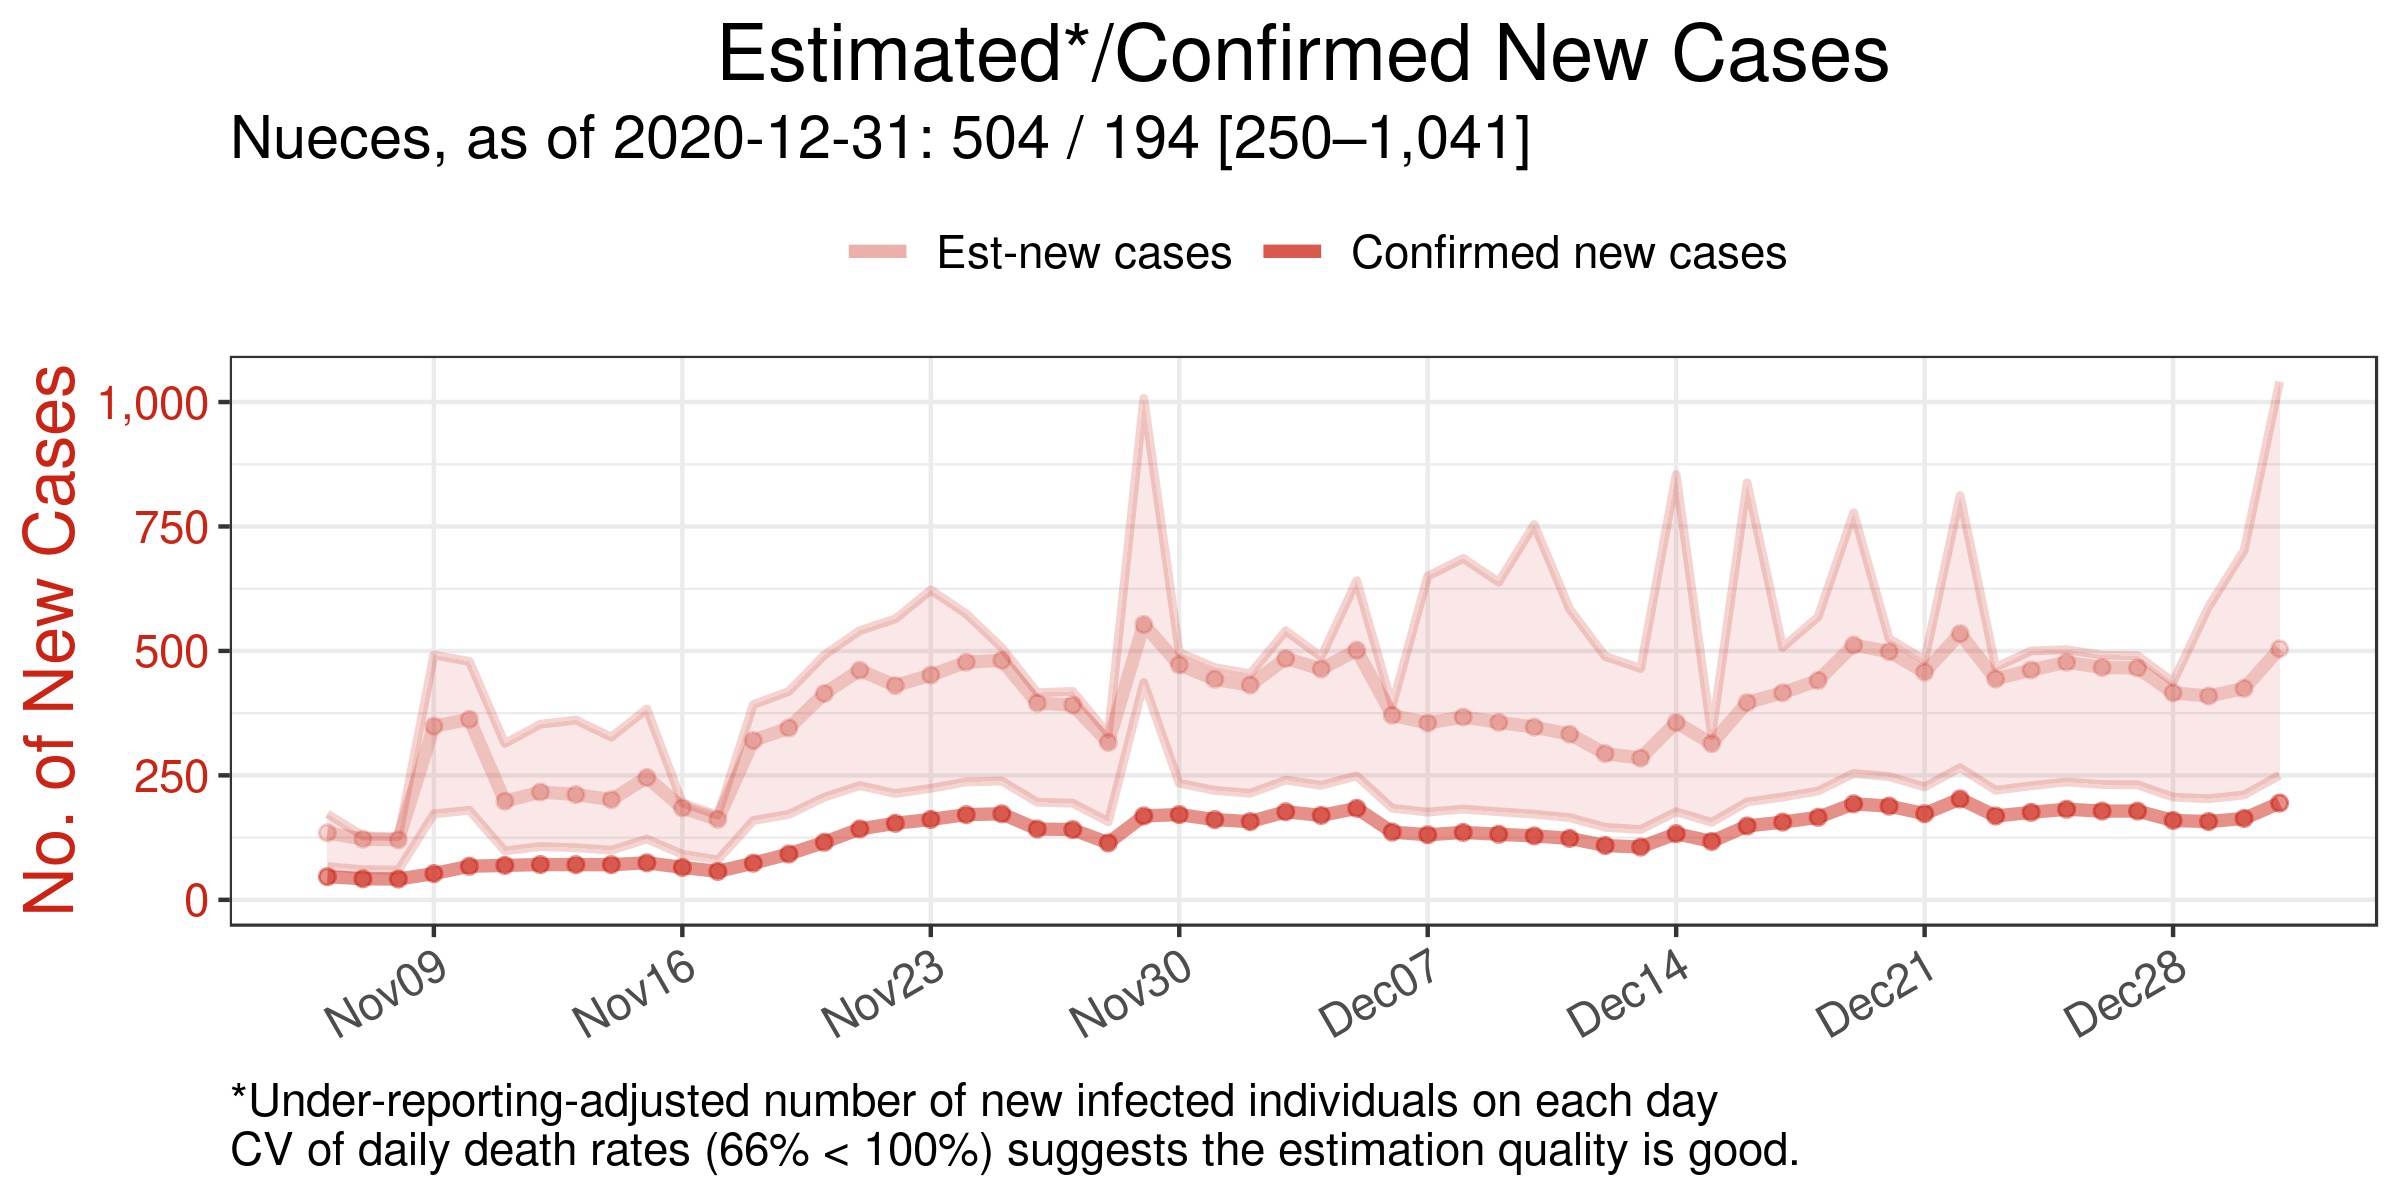 Estimated*/Confirmed New Cases
Nueces, as of 2020-12-31: 504 / 194 [250–1,041]
Est-new cases
Confirmed new cases
No. of New Cases
1,000
750
500
250
0
Nov09
Nov16
Nov23
Nov30
Dec07
Dec14
Dec21
Dec28
*Under-reporting-adjusted number of new infected individuals on each day
CV of daily death rates (66% < 100%) suggests the estimation quality is good.